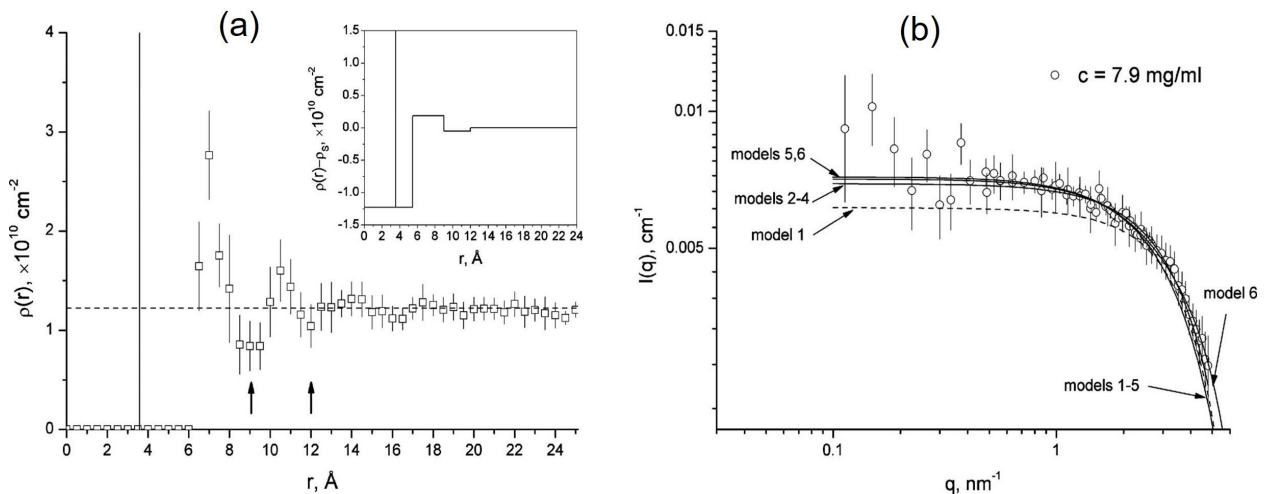 (a)
4
3
2
1
0
ρ(r), ×10¹⁰ cm⁻²
0 2 4 6 8 10 12 14 16 18 20 22 24
r, Å
1.5
1.0
0.5
0.0
-0.5
-1.0
-1.5
ρ(r)−ρₛ, ×10¹⁰ cm⁻²
0 2 4 6 8 10 12 14 16 18 20 22 24
r, Å
(b)
0.015
0.01
0.005
I(q), cm⁻¹
c = 7.9 mg/ml
models 5,6
models 2-4
model 1
model 6
models 1-5
0.1 1
q, nm⁻¹